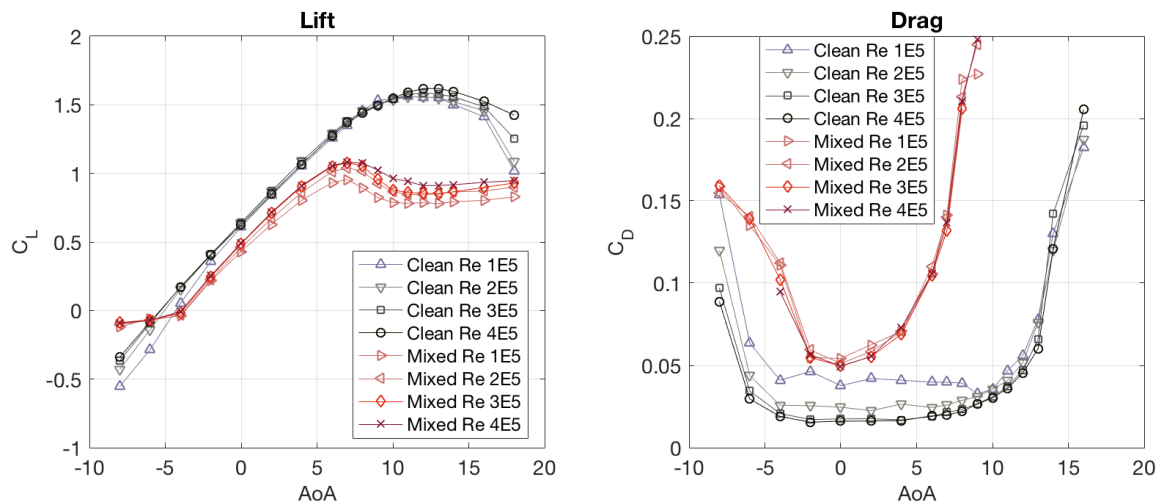 Lift
2
1.5
1
0.5
0
-0.5
-1
C_L
-10
-5
0
5
10
15
20
AoA
Clean Re 1E5
Clean Re 2E5
Clean Re 3E5
Clean Re 4E5
Mixed Re 1E5
Mixed Re 2E5
Mixed Re 3E5
Mixed Re 4E5
Drag
0.25
0.2
0.15
0.1
0.05
0
C_D
-10
-5
0
5
10
15
20
AoA
Clean Re 1E5
Clean Re 2E5
Clean Re 3E5
Clean Re 4E5
Mixed Re 1E5
Mixed Re 2E5
Mixed Re 3E5
Mixed Re 4E5